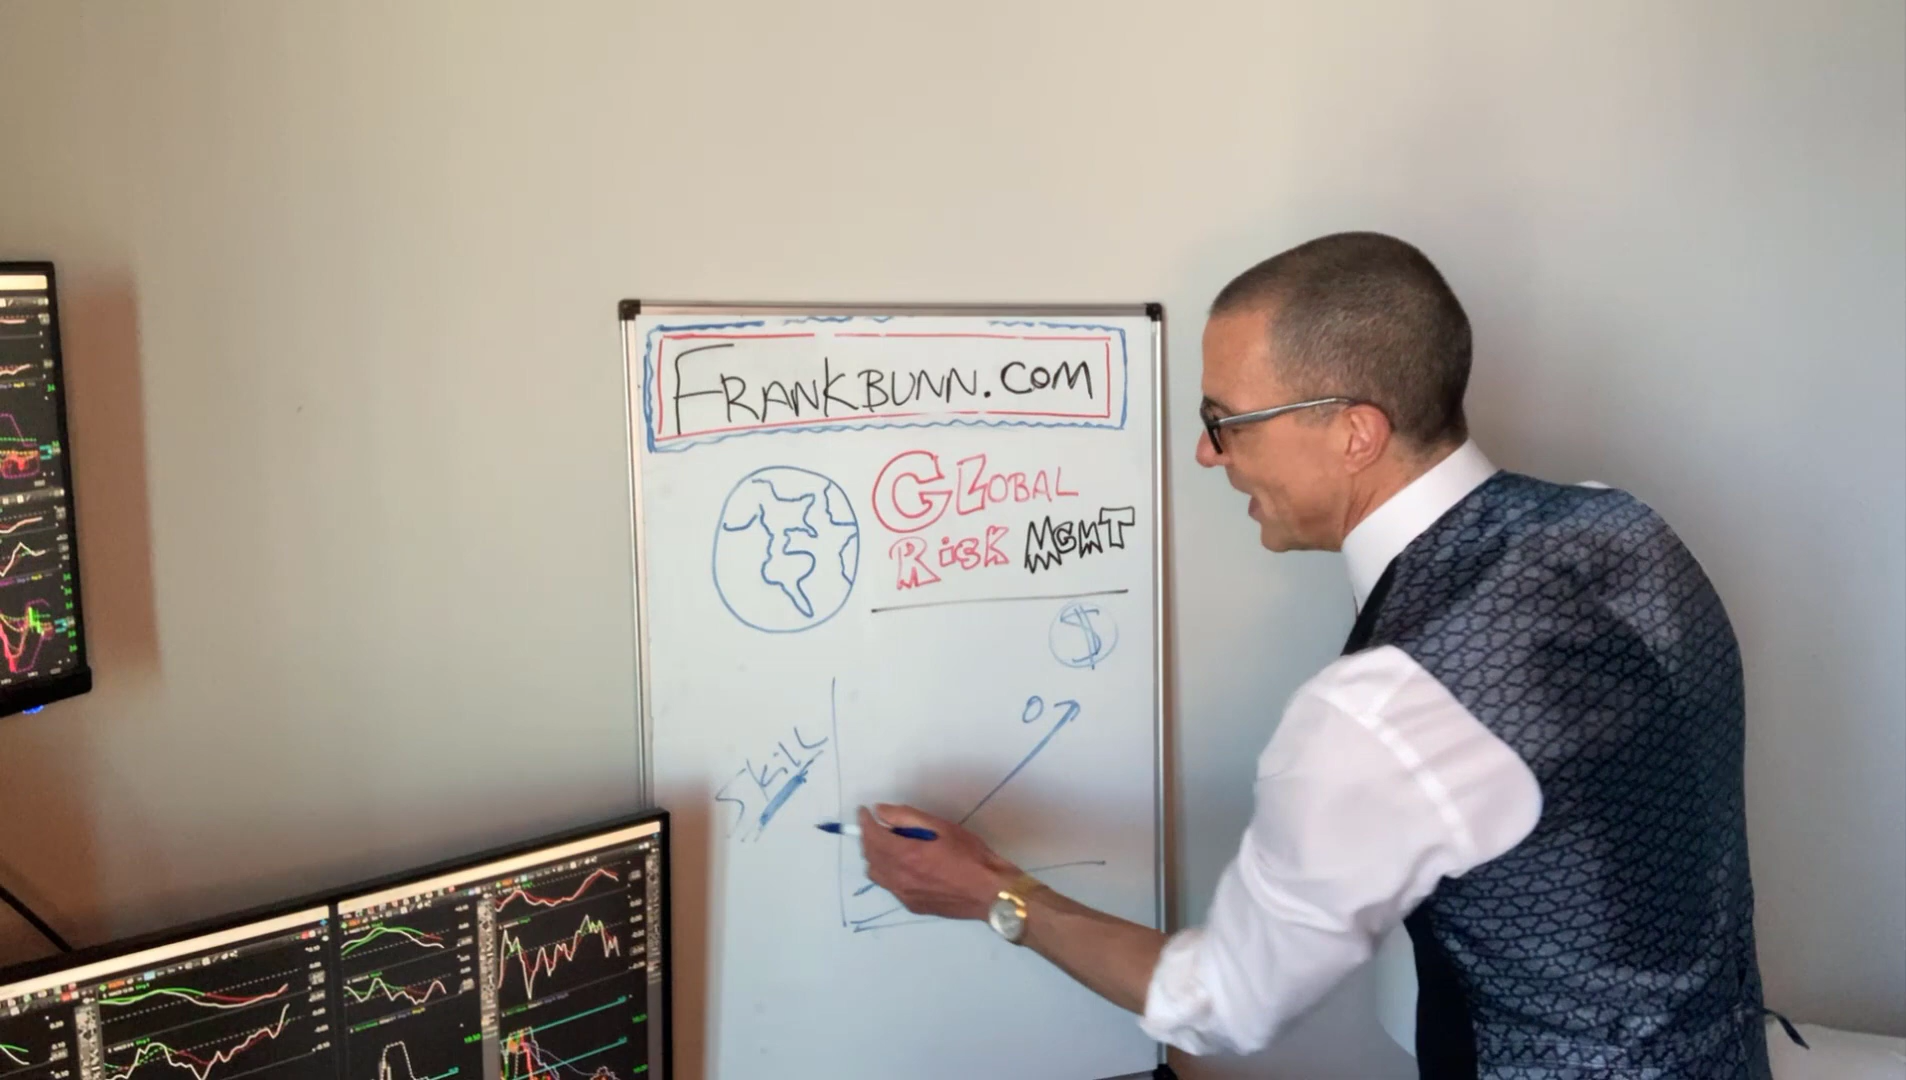 FRANKBUNN.COM
GLOBAL
RiSK MGMT
$
O
SkiLL